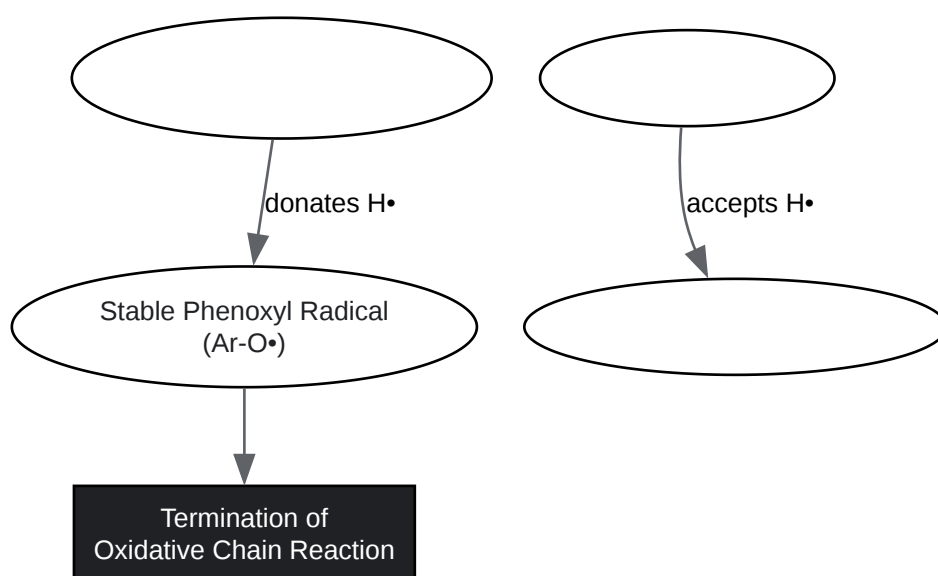 donates H•
accepts H•
Stable Phenoxyl Radical
(Ar-O•)
Termination of
Oxidative Chain Reaction